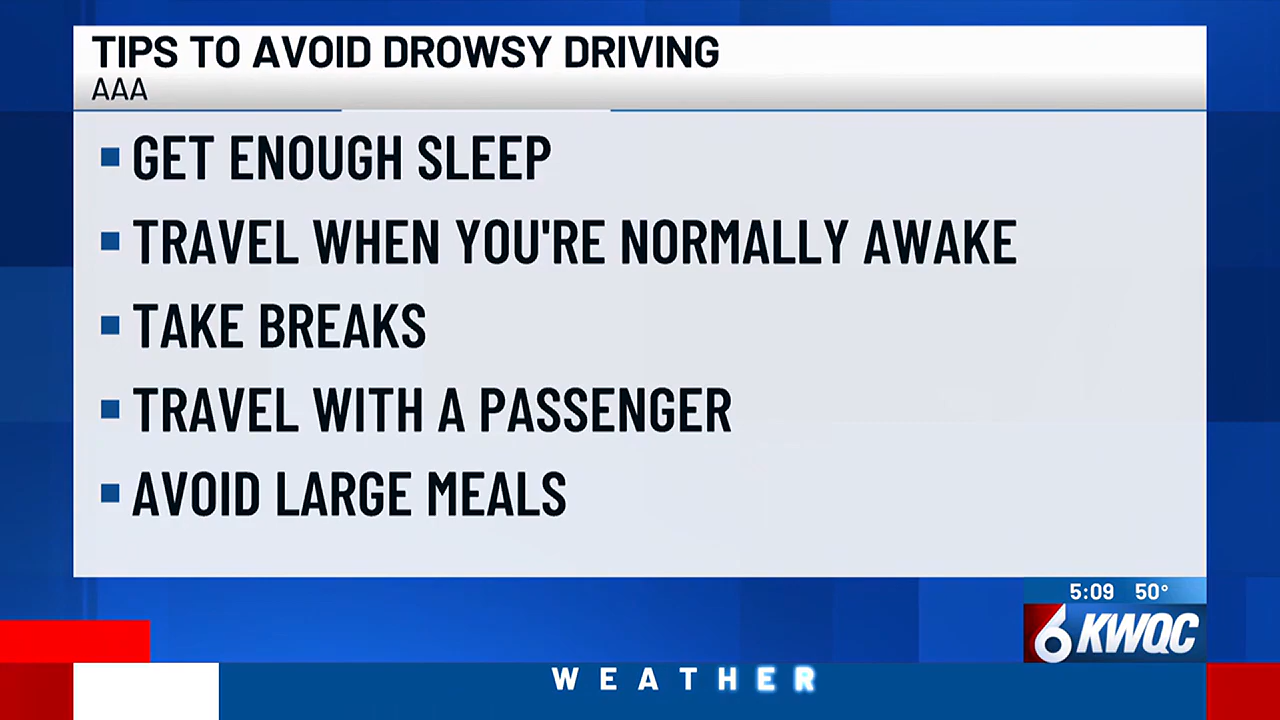 TIPS TO AVOID DROWSY DRIVING
AAA
GET ENOUGH SLEEP
TRAVEL WHEN YOU'RE NORMALLY AWAKE
TAKE BREAKS
TRAVEL WITH A PASSENGER
AVOID LARGE MEALS
5:09 50°
6 KWQC
WEATHER